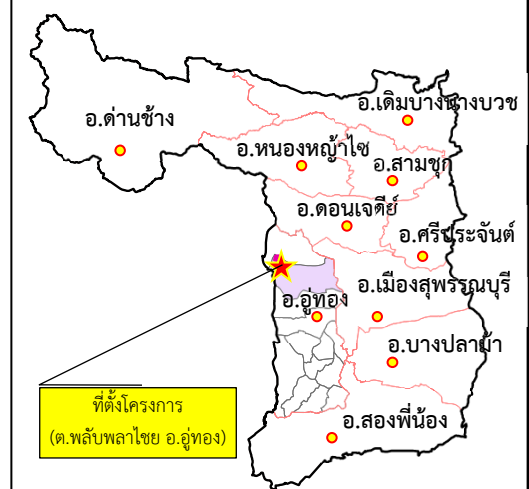 อ.เดิมบางนางบวช
อ.ด่านช้าง
อ.หนองหญ้าไซ
อ.สามชุก
อ.ดอนเจดีย์
อ.ศรีประจันต์
อ.เมืองสุพรรณบุรี
อ.อู่ทอง
อ.บางปลาม้า
อ.สองพี่น้อง
ที่ตั้งโครงการ
(ต.พลับพลาไชย อ.อู่ทอง)